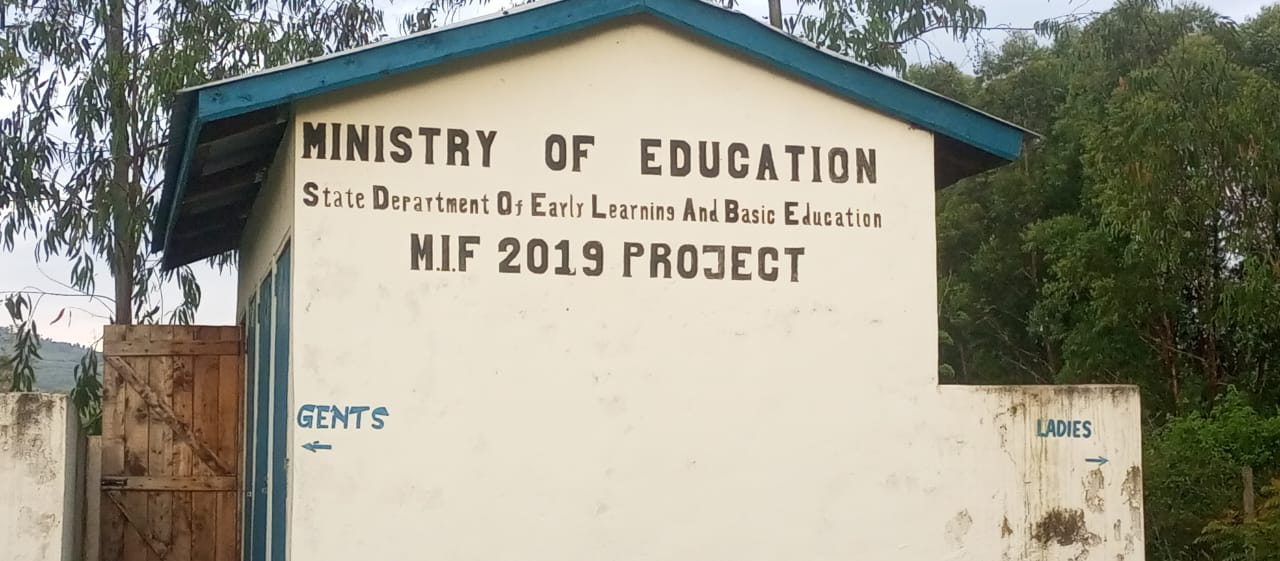 MINISTRY OF EDUCATION
State Department Of Early Learning And Basic Education
M.I.F 2019 PROJECT
GENTS
←
LADIES
→